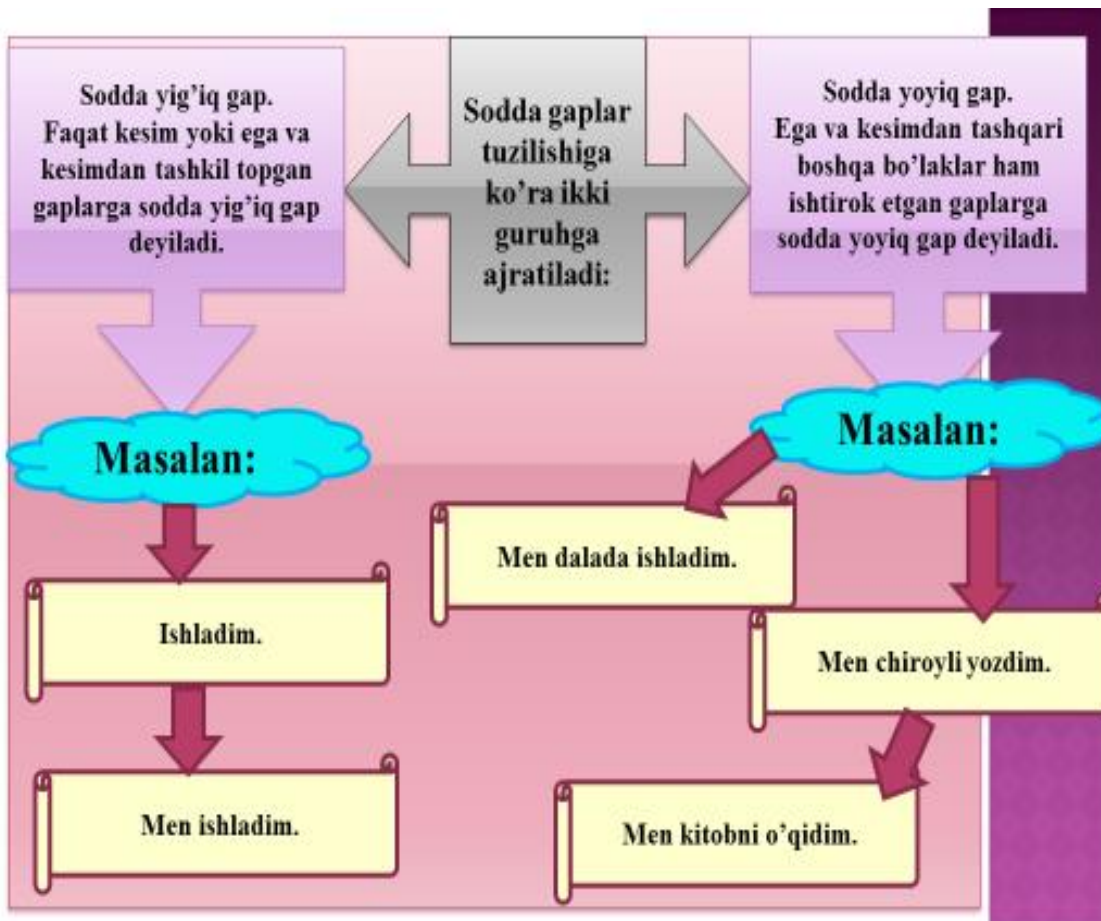 Sodda yig’iq gap.
Faqat kesim yoki ega va
kesimdan tashkil topgan
gaplarga sodda yig’iq gap
deyiladi.
Sodda gaplar
tuzilishiga
ko’ra ikki
guruhga
ajratiladi:
Sodda yoyiq gap.
Ega va kesimdan tashqari
boshqa bo’laklar ham
ishtirok etgan gaplarga
sodda yoyiq gap deyiladi.
Masalan:
Ishladim.
Men ishladim.
Masalan:
Men dalada ishladim.
Men chiroyli yozdim.
Men kitobni o’qidim.